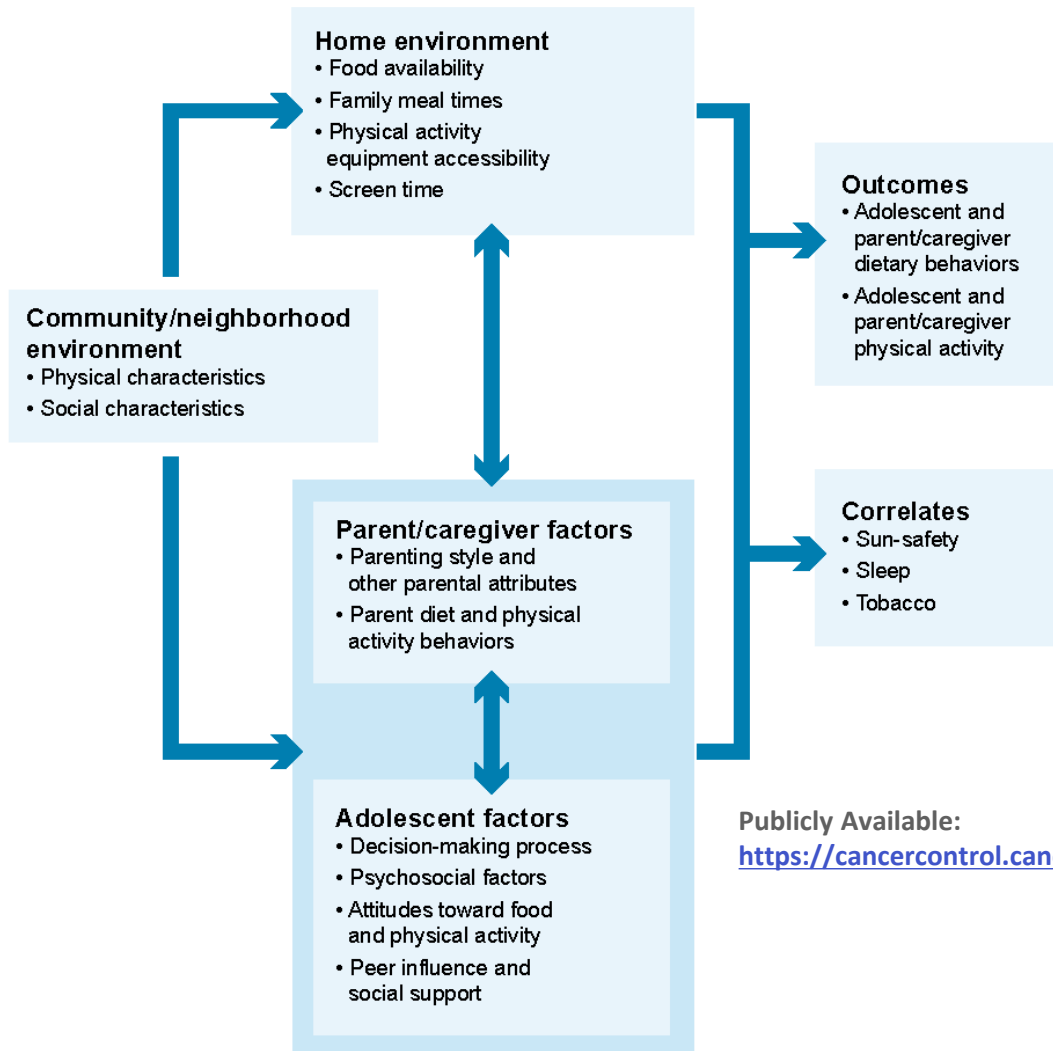 Home environment
• Food availability
• Family meal times
• Physical activity
equipment accessibility
• Screen time
Community/neighborhood
environment
• Physical characteristics
• Social characteristics
Parent/caregiver factors
• Parenting style and
other parental attributes
• Parent diet and physical
activity behaviors
Adolescent factors
• Decision-making process
• Psychosocial factors
• Attitudes toward food
and physical activity
• Peer influence and
social support
Outcomes
• Adolescent and
parent/caregiver
dietary behaviors
• Adolescent and
parent/caregiver
physical activity
Correlates
• Sun-safety
• Sleep
• Tobacco
Publicly Available:
https://cancercontrol.can